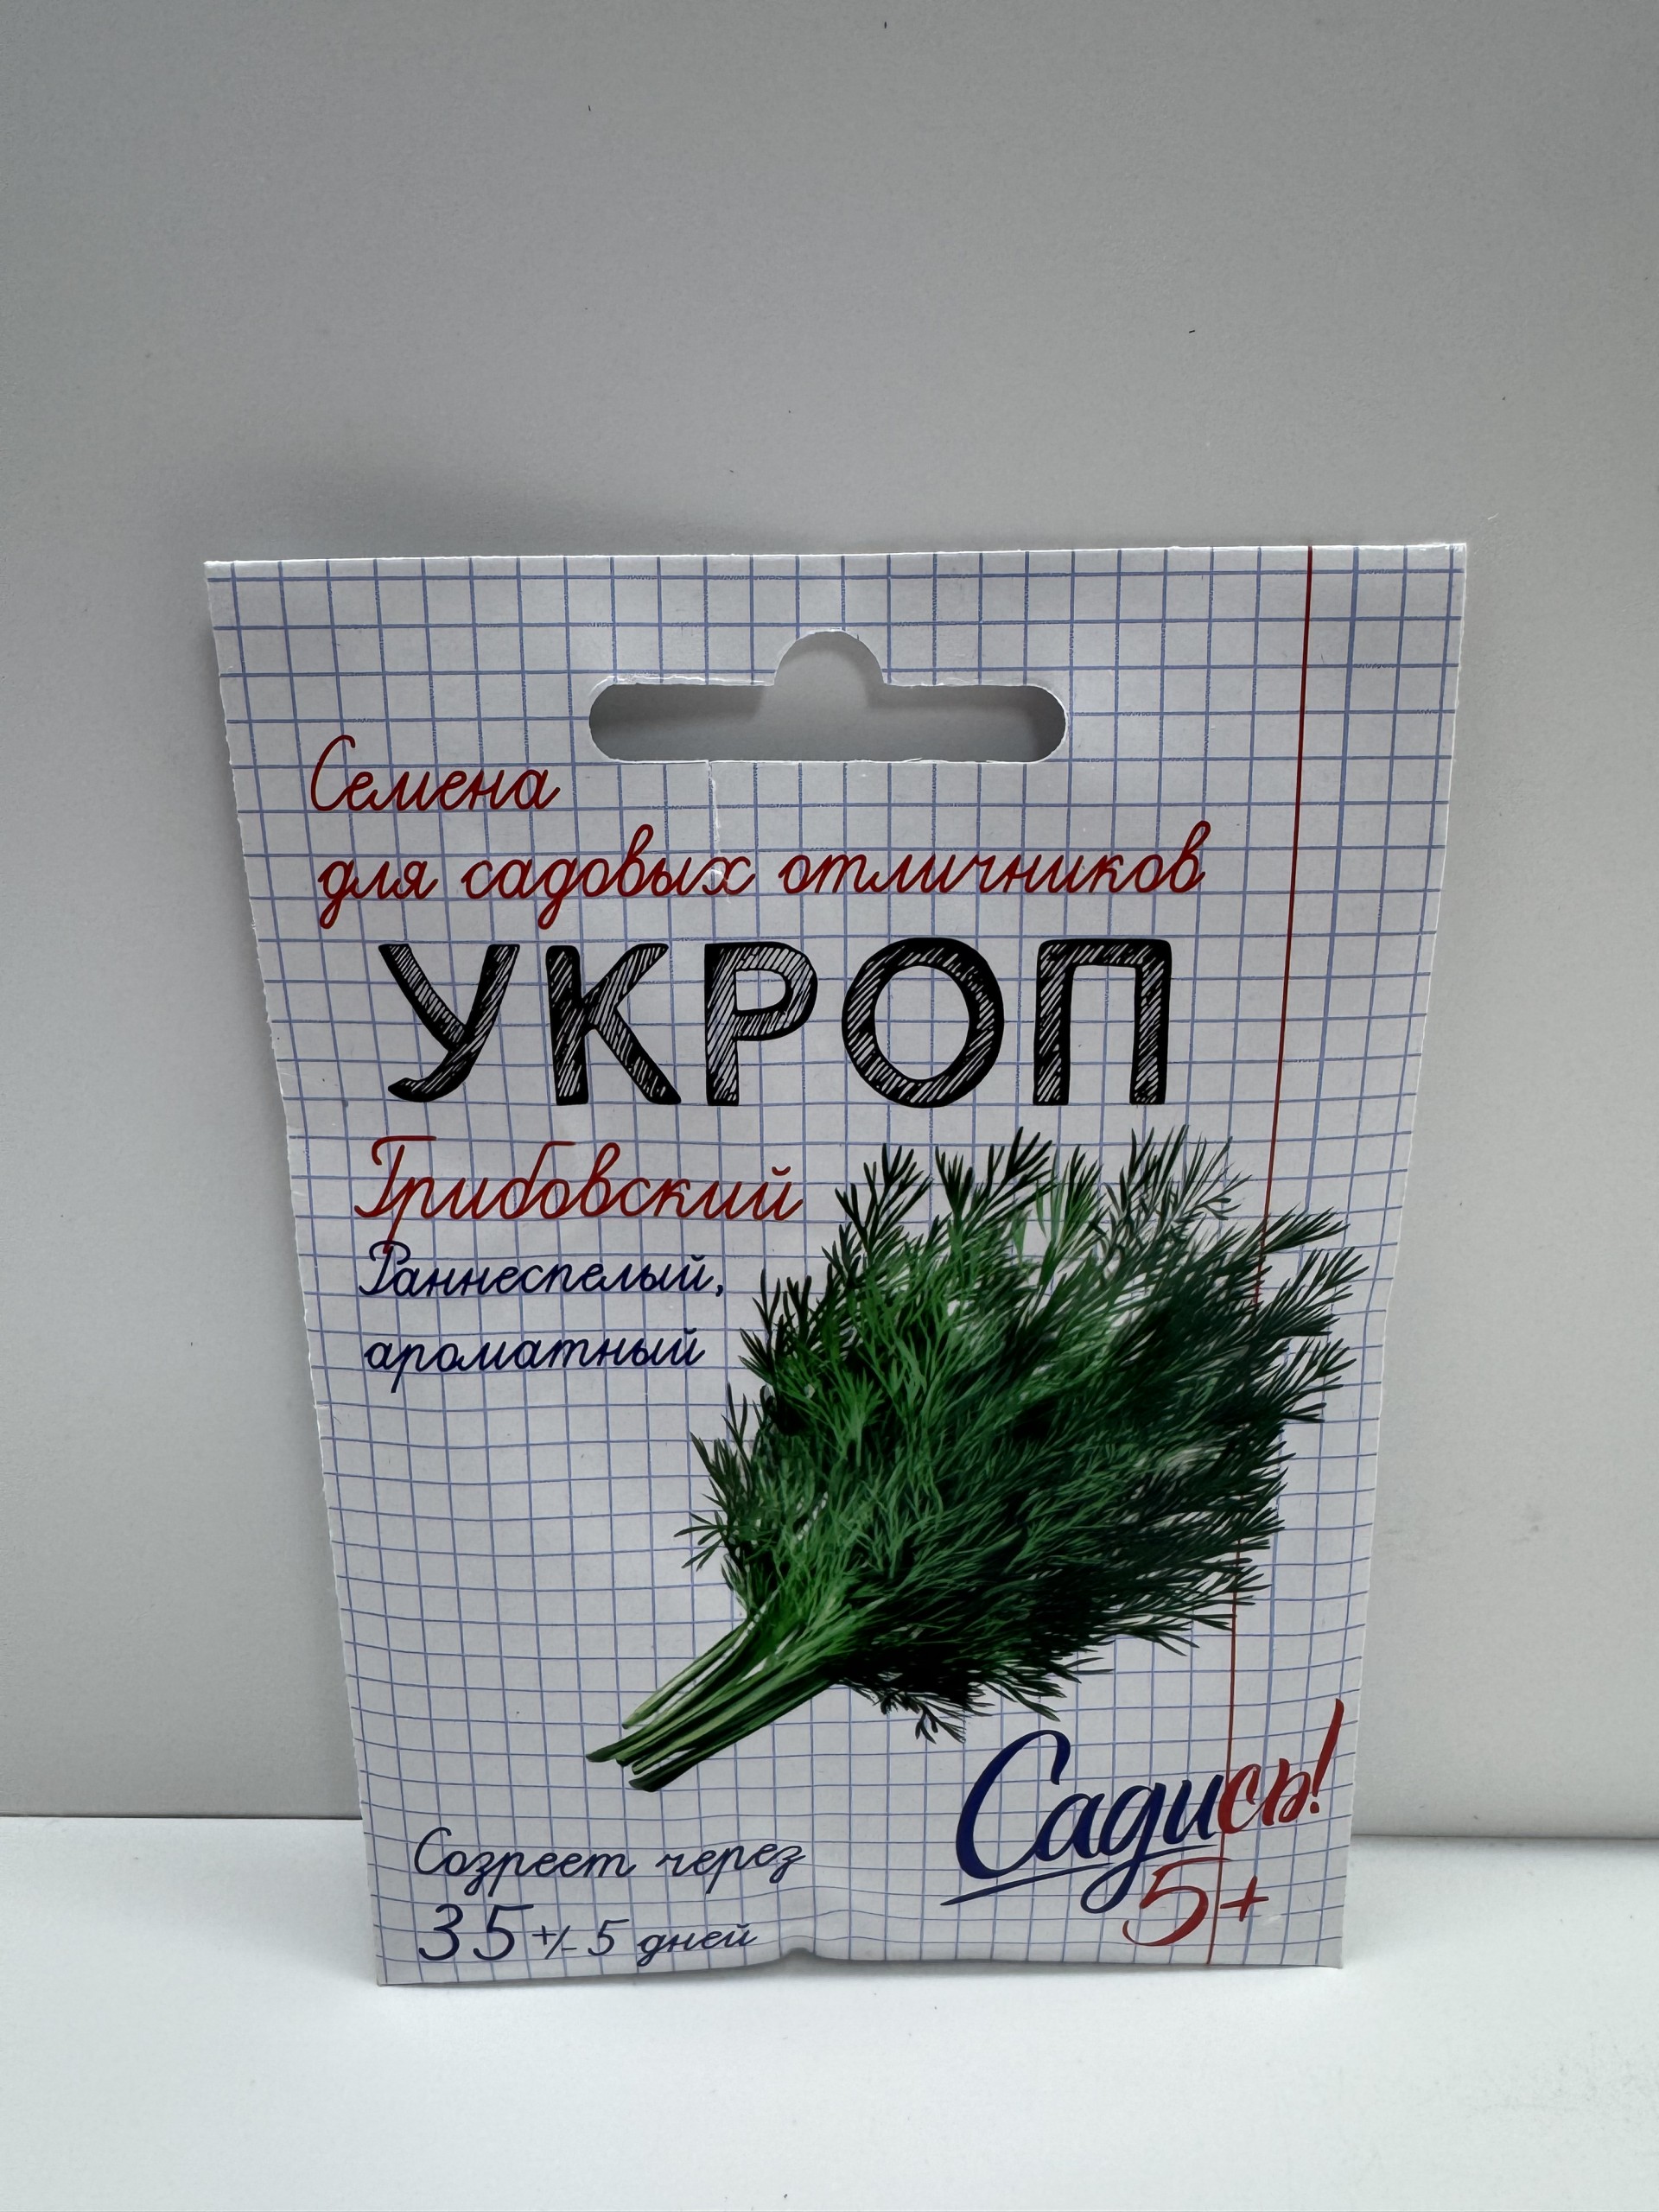 Семена
для садовых отличников
УКРОП
Грибовский
Раннеспелый,
ароматный
Садись!
5+
Созреет через
35 +/- 5 дней